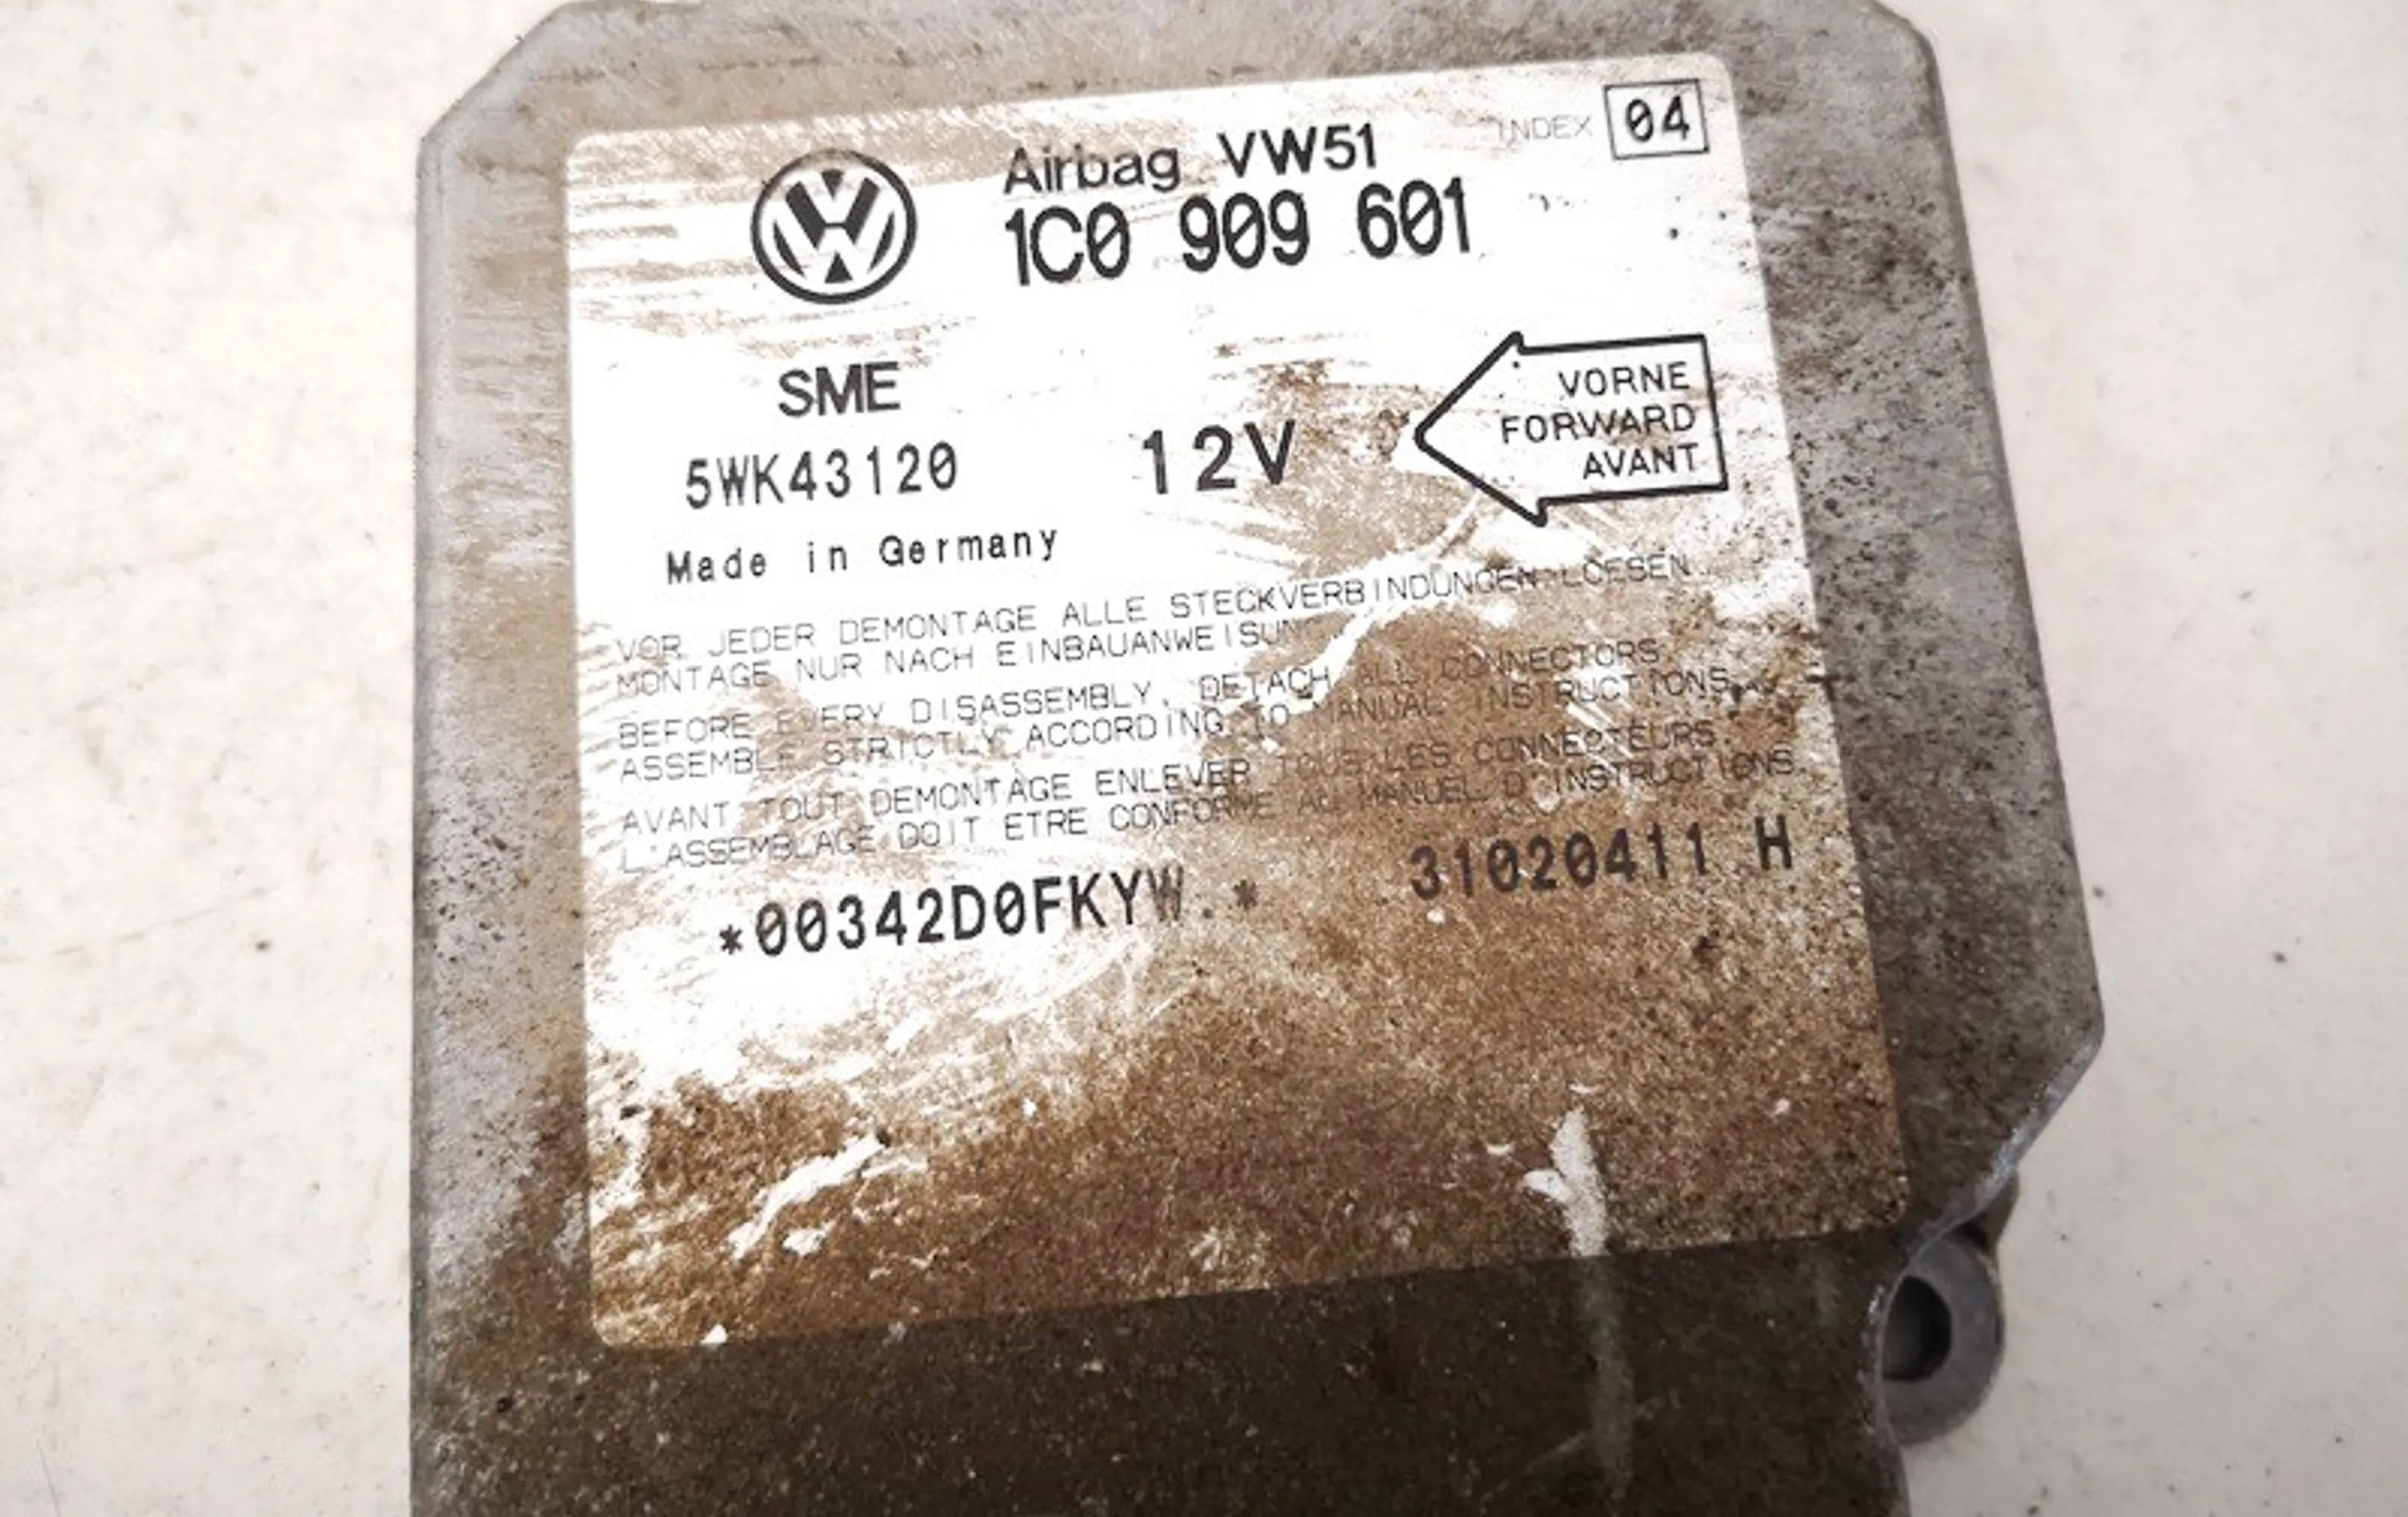 INDEX 04
Airbag VW51
1C0 909 601
SME
5WK43120
12V
VORNE
FORWARD
AVANT
Made in Germany
VOR JEDER DEMONTAGE ALLE STECKVERBINDUNGEN LOESEN
MONTAGE NUR NACH EINBAUANWEISUNG
BEFORE EVERY DISASSEMBLY, DETACH ALL CONNECTORS
ASSEMBLE STRICTLY ACCORDING TO MANUAL INSTRUCTIONS.
AVANT TOUT DEMONTAGE ENLEVER TOUS LES CONNECTEURS
L'ASSEMBLAGE DOIT ETRE CONFORME AU MANUEL D'INSTRUCTIONS
*00342D0FKYW.*
31020411 H